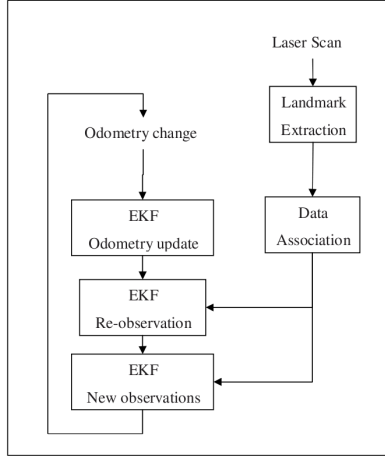 Laser Scan
Landmark
Extraction
Odometry change
EKF
Odometry update
Data
Association
EKF
Re-observation
EKF
New observations